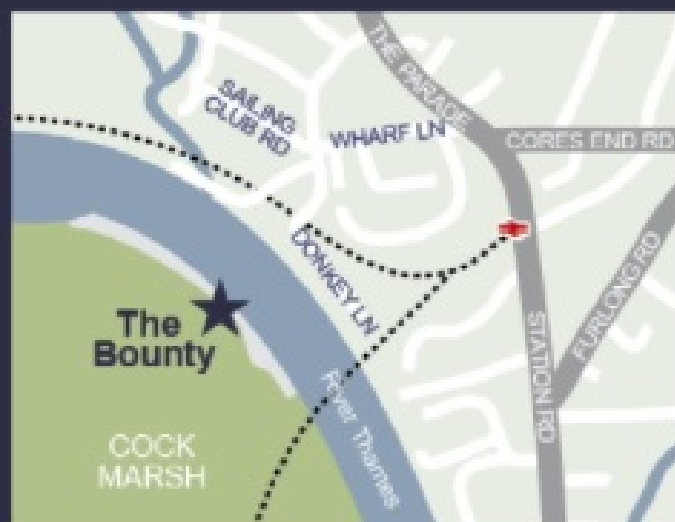 THE PARADE
SAILING
CLUB RD
WHARF LN
CORES END RD
DONKEY LN
FURLONG RD
The
Bounty
STATION RD
River Thames
COCK
MARSH